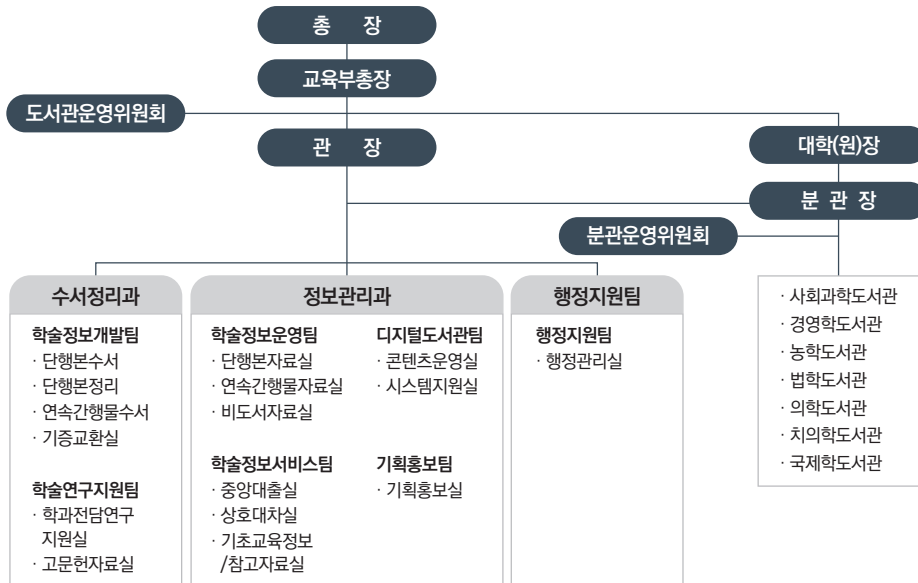 총 장
교육부총장
도서관운영위원회
관 장
대학(원)장
분 관 장
분관운영위원회
수서정리과
학술정보개발팀
· 단행본수서
· 단행본정리
· 연속간행물수서
· 기증교환실
학술연구지원팀
· 학과전담연구
지원실
· 고문헌자료실
정보관리과
학술정보운영팀
· 단행본자료실
· 연속간행물자료실
· 비도서자료실
학술정보서비스팀
· 중앙대출실
· 상호대차실
· 기초교육정보
/참고자료실
디지털도서관팀
· 콘텐츠운영실
· 시스템지원실
기획홍보팀
· 기획홍보실
행정지원팀
행정지원팀
· 행정관리실
· 사회과학도서관
· 경영학도서관
· 농학도서관
· 법학도서관
· 의학도서관
· 치의학도서관
· 국제학도서관